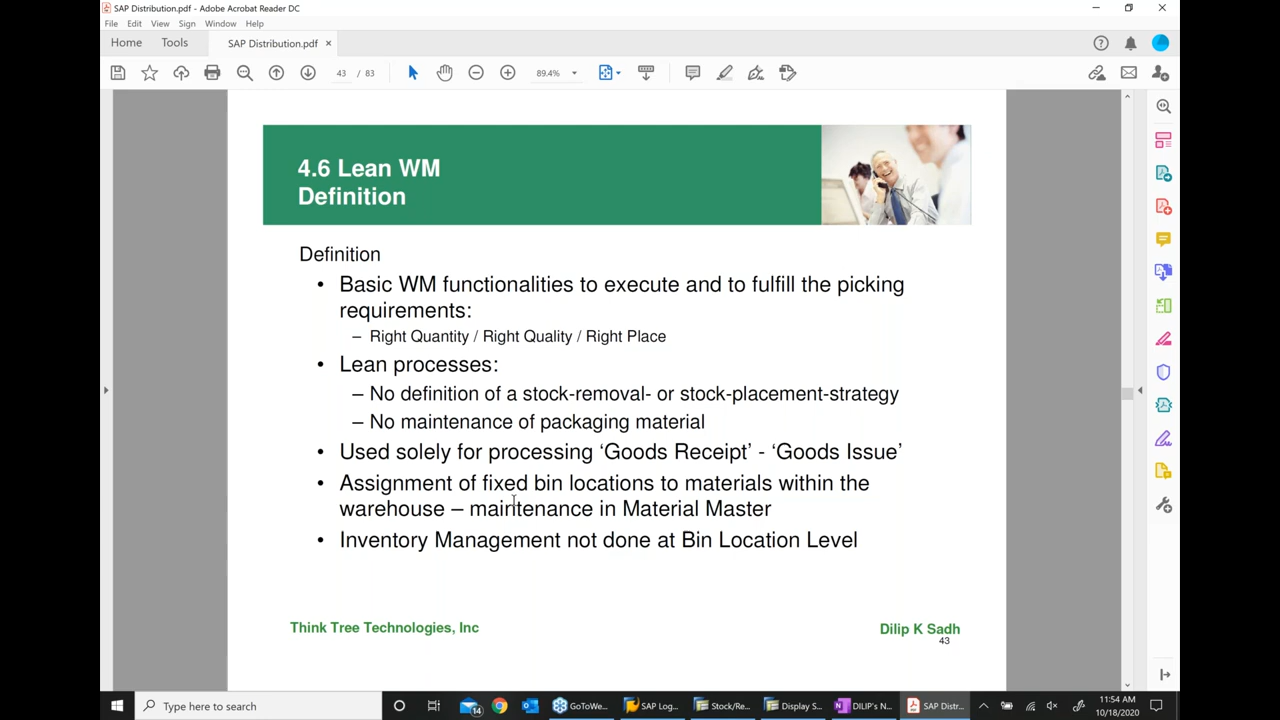 SAP Distribution.pdf - Adobe Acrobat Reader DC
File Edit View Sign Window Help
Home Tools SAP Distribution.pdf ×
43 / 83 89.4%
4.6 Lean WM
Definition
Definition
• Basic WM functionalities to execute and to fulfill the picking
requirements:
– Right Quantity / Right Quality / Right Place
• Lean processes:
– No definition of a stock-removal- or stock-placement-strategy
– No maintenance of packaging material
• Used solely for processing ‘Goods Receipt’ - ‘Goods Issue’
• Assignment of fixed bin locations to materials within the
warehouse – maintenance in Material Master
• Inventory Management not done at Bin Location Level
Think Tree Technologies, Inc
Dilip K Sadh
43
Type here to search
14
GoToWe...
SAP Log...
Stock/Re...
Display S...
DILIP's N...
SAP Distr...
11:54 AM
10/18/2020